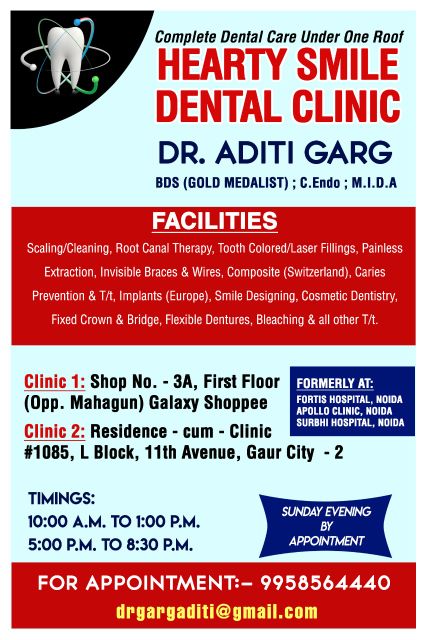 Complete Dental Care Under One Roof
HEARTY SMILE
DENTAL CLINIC
DR. ADITI GARG
BDS (GOLD MEDALIST) ; C.Endo ; M.I.D.A
FACILITIES
Scaling/Cleaning, Root Canal Therapy, Tooth Colored/Laser Fillings, Painless
Extraction, Invisible Braces & Wires, Composite (Switzerland), Caries
Prevention & T/t, Implants (Europe), Smile Designing, Cosmetic Dentistry,
Fixed Crown & Bridge, Flexible Dentures, Bleaching & all other T/t.
Clinic 1: Shop No. - 3A, First Floor
(Opp. Mahagun) Galaxy Shoppee
Clinic 2: Residence - cum - Clinic
#1085, L Block, 11th Avenue, Gaur City - 2
FORMERLY AT:
FORTIS HOSPITAL, NOIDA
APOLLO CLINIC, NOIDA
SURBHI HOSPITAL, NOIDA
TIMINGS:
10:00 A.M. TO 1:00 P.M.
5:00 P.M. TO 8:30 P.M.
SUNDAY EVENING
BY
APPOINTMENT
FOR APPOINTMENT:- 9958564440
drgargaditi@gmail.com